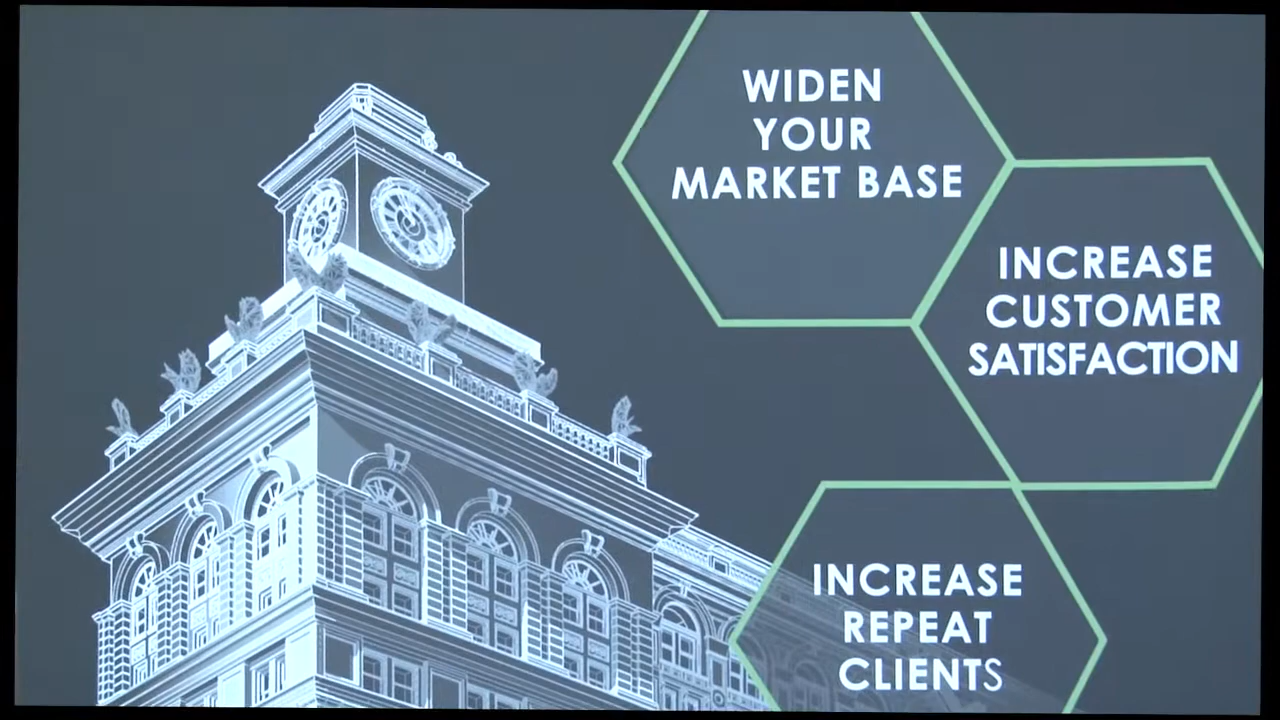 WIDEN
YOUR
MARKET BASE
INCREASE
CUSTOMER
SATISFACTION
INCREASE
REPEAT
CLIENTS